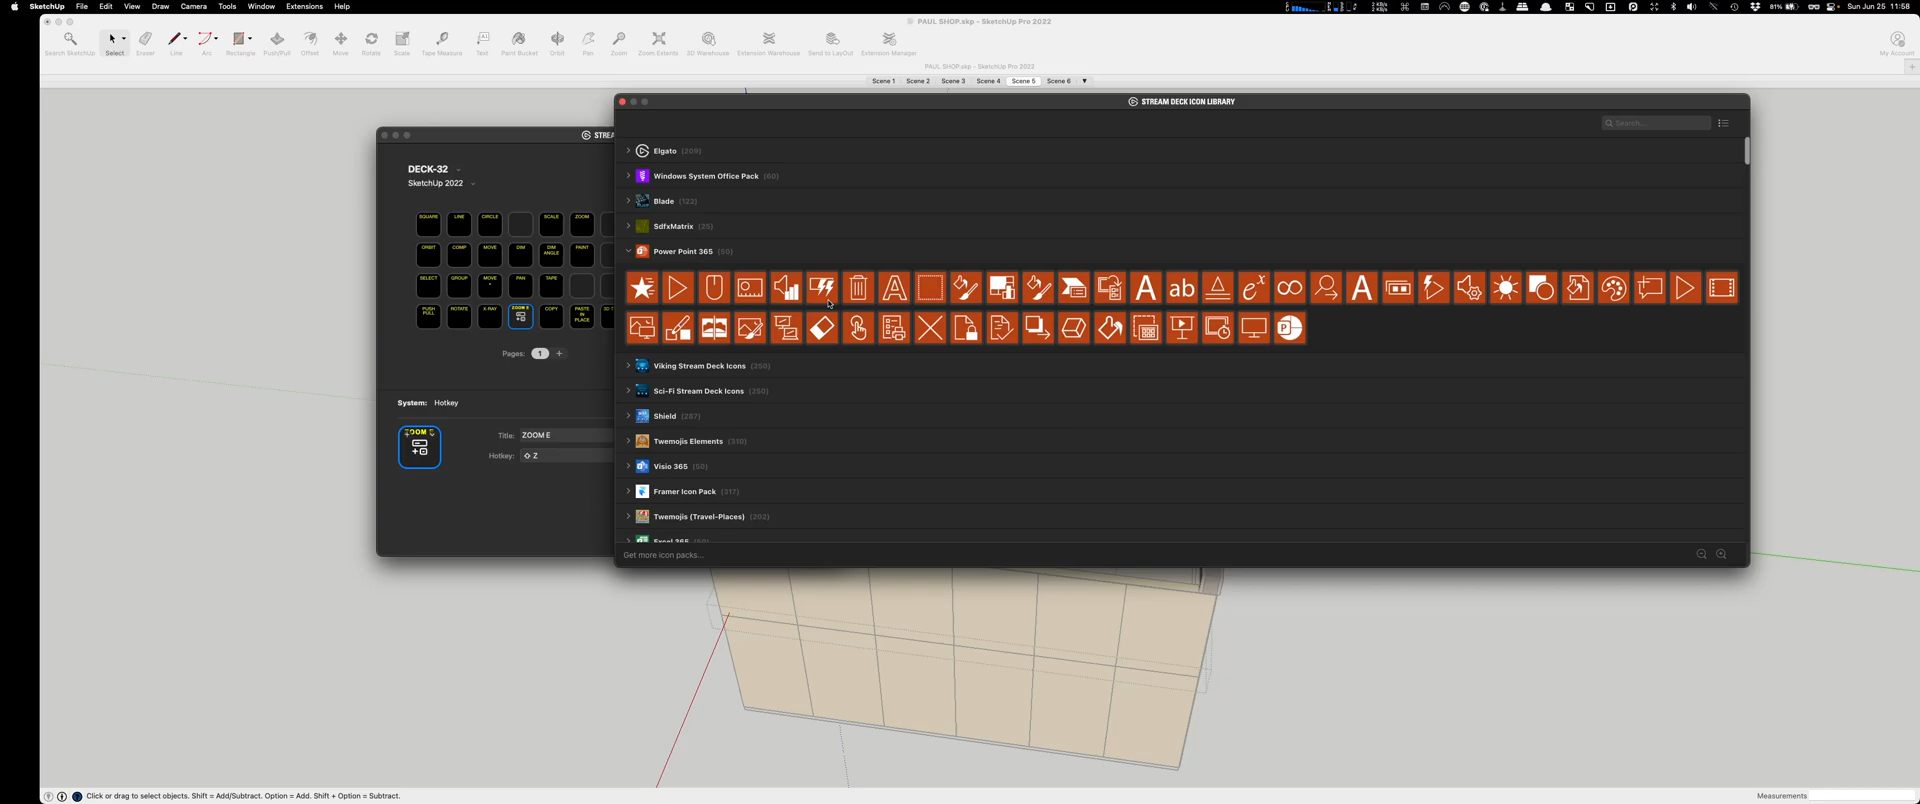 SketchUp File Edit View Draw Camera Tools Window Extensions Help
81% Sun Jun 25 11:58
PAUL SHOP.skp - SketchUp Pro 2022
Search SketchUp Select Eraser Line Arc Rectangle Push/Pull Offset Move Rotate Scale Tape Measure Text Paint Bucket Orbit Pan Zoom Zoom Extents 3D Warehouse Extension Warehouse Send to LayOut Extension Manager My Account
PAUL SHOP.skp - SketchUp Pro 2022
Scene 1 Scene 2 Scene 3 Scene 4 Scene 5 Scene 6
STREAM DECK ICON LIBRARY
Search...
STREA
DECK-32
SketchUp 2022
SQUARE LINE CIRCLE SCALE ZOOM
ORBIT COMP MOVE DIM DIM ANGLE PAINT
SELECT GROUP MOVE + PAN TAPE
PUSH PULL ROTATE X-RAY ZOOM E COPY PASTE IN PLACE
Pages: 1 +
System: Hotkey
ZOOM E
Title: ZOOM E
Hotkey: ⇧ Z
Elgato (209)
Windows System Office Pack (60)
Blade (122)
SdfxMatrix (25)
Power Point 365 (50)
Viking Stream Deck Icons (250)
Sci-Fi Stream Deck Icons (250)
Shield (287)
Twemojis Elements (310)
Visio 365 (50)
Framer Icon Pack (317)
Twemojis (Travel-Places) (202)
Excel 365 (50)
Get more icon packs...
Click or drag to select objects. Shift = Add/Subtract. Option = Add. Shift + Option = Subtract.
Measurements